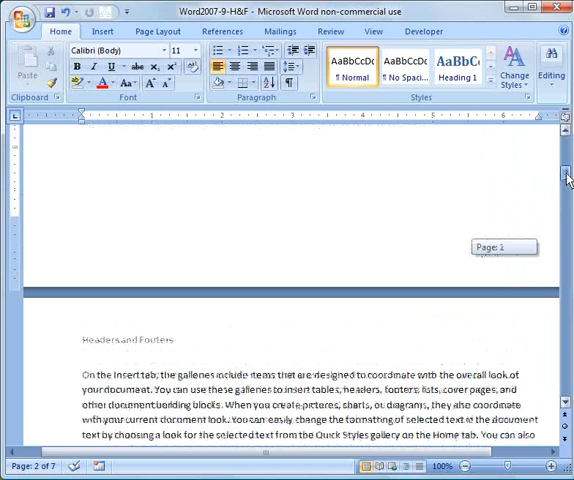 Word2007-9-H&F - Microsoft Word non-commercial use
Home Insert Page Layout References Mailings Review View Developer
Calibri (Body) 11
AaBbCcDc AaBbCcDc AaBbC
Paste
¶ Normal ¶ No Spaci... Heading 1
Change Styles
Editing
Clipboard Font Paragraph Styles
1 2 3 4 5 6
Page: 2
Headers and Footers
On the Insert tab, the galleries include items that are designed to coordinate with the overall look of
your document. You can use these galleries to insert tables, headers, footers, lists, cover pages, and
other document building blocks. When you create pictures, charts, or diagrams, they also coordinate
with your current document look. You can easily change the formatting of selected text in the document
text by choosing a look for the selected text from the Quick Styles gallery on the Home tab. You can also
Page: 2 of 7
100%